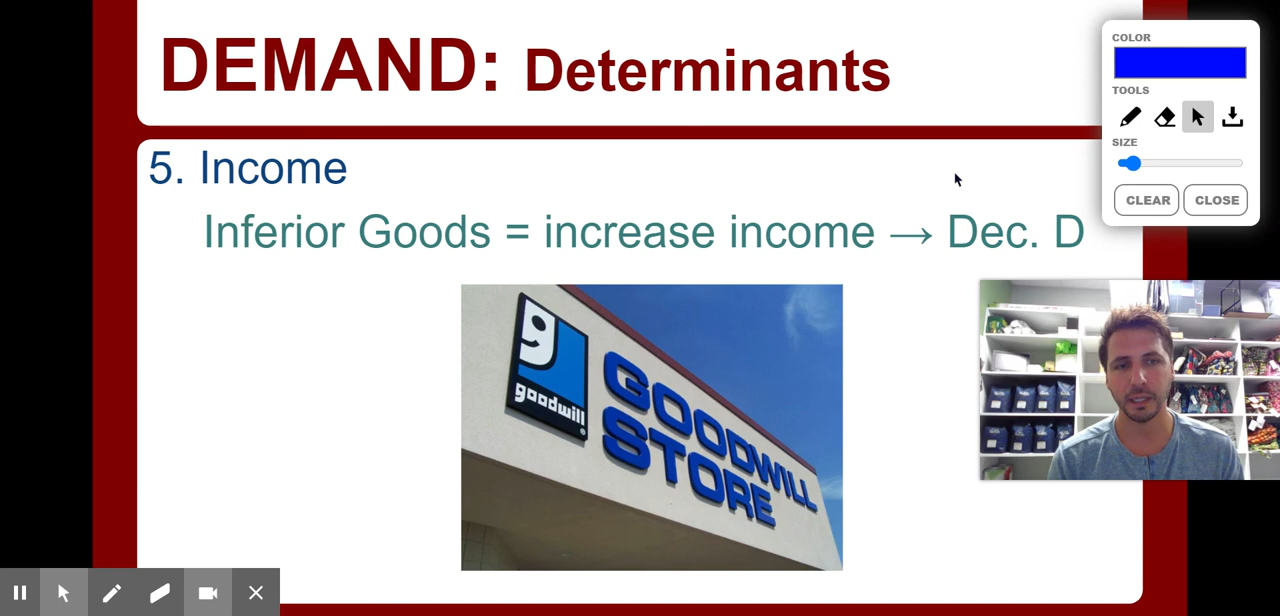 DEMAND: Determinants
5. Income
Inferior Goods = increase income → Dec. D
goodwill
GOODWILL
STORE
COLOR
TOOLS
SIZE
CLEAR
CLOSE